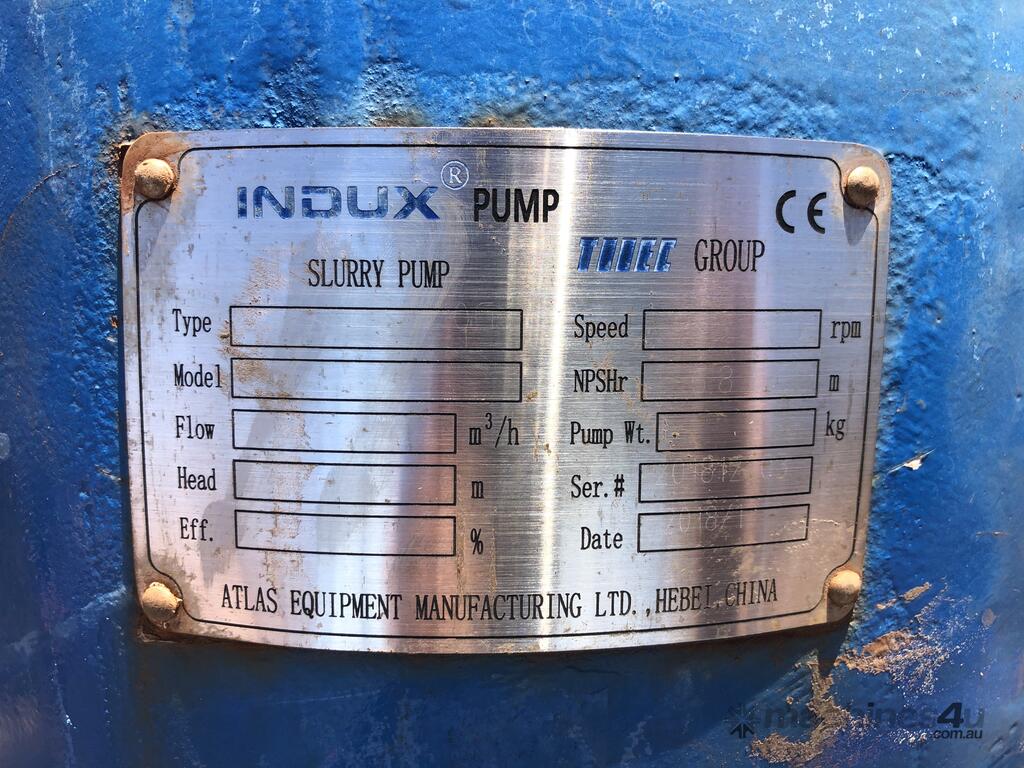 INDUX® PUMP
CE
GROUP
SLURRY PUMP
Type
Speed rpm
Model
NPSHr 8 m
Flow m³/h
Pump Wt. kg
Head m
Ser.#
Eff. %
Date
ATLAS EQUIPMENT MANUFACTURING LTD.,HEBEI,CHINA
machines4u
com.au